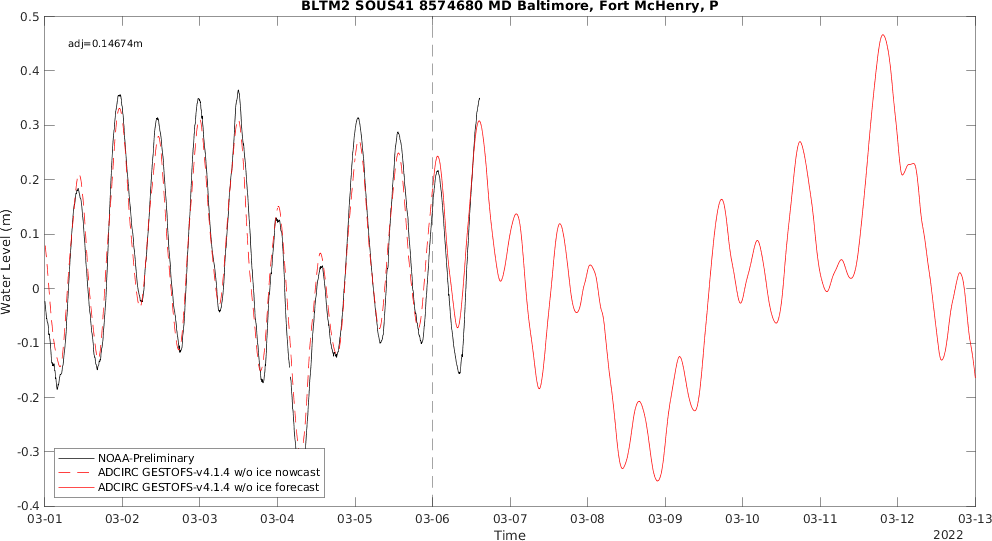 BLTM2 SOUS41 8574680 MD Baltimore, Fort McHenry, P
adj=0.14674m
0.5
0.4
0.3
0.2
0.1
0
-0.1
-0.2
-0.3
-0.4
Water Level (m)
NOAA-Preliminary
ADCIRC GESTOFS-v4.1.4 w/o ice nowcast
ADCIRC GESTOFS-v4.1.4 w/o ice forecast
03-01 03-02 03-03 03-04 03-05 03-06 03-07 03-08 03-09 03-10 03-11 03-12 03-13
Time
2022